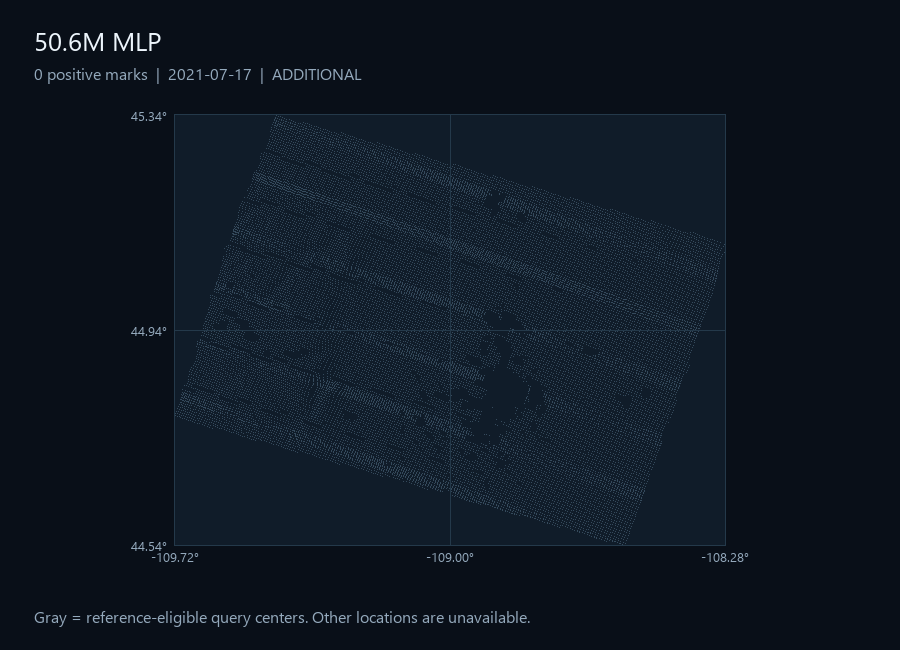 50.6M MLP
0 positive marks | 2021-07-17 | ADDITIONAL
45.34°
44.94°
44.54°
-109.72° -109.00° -108.28°
Gray = reference-eligible query centers. Other locations are unavailable.